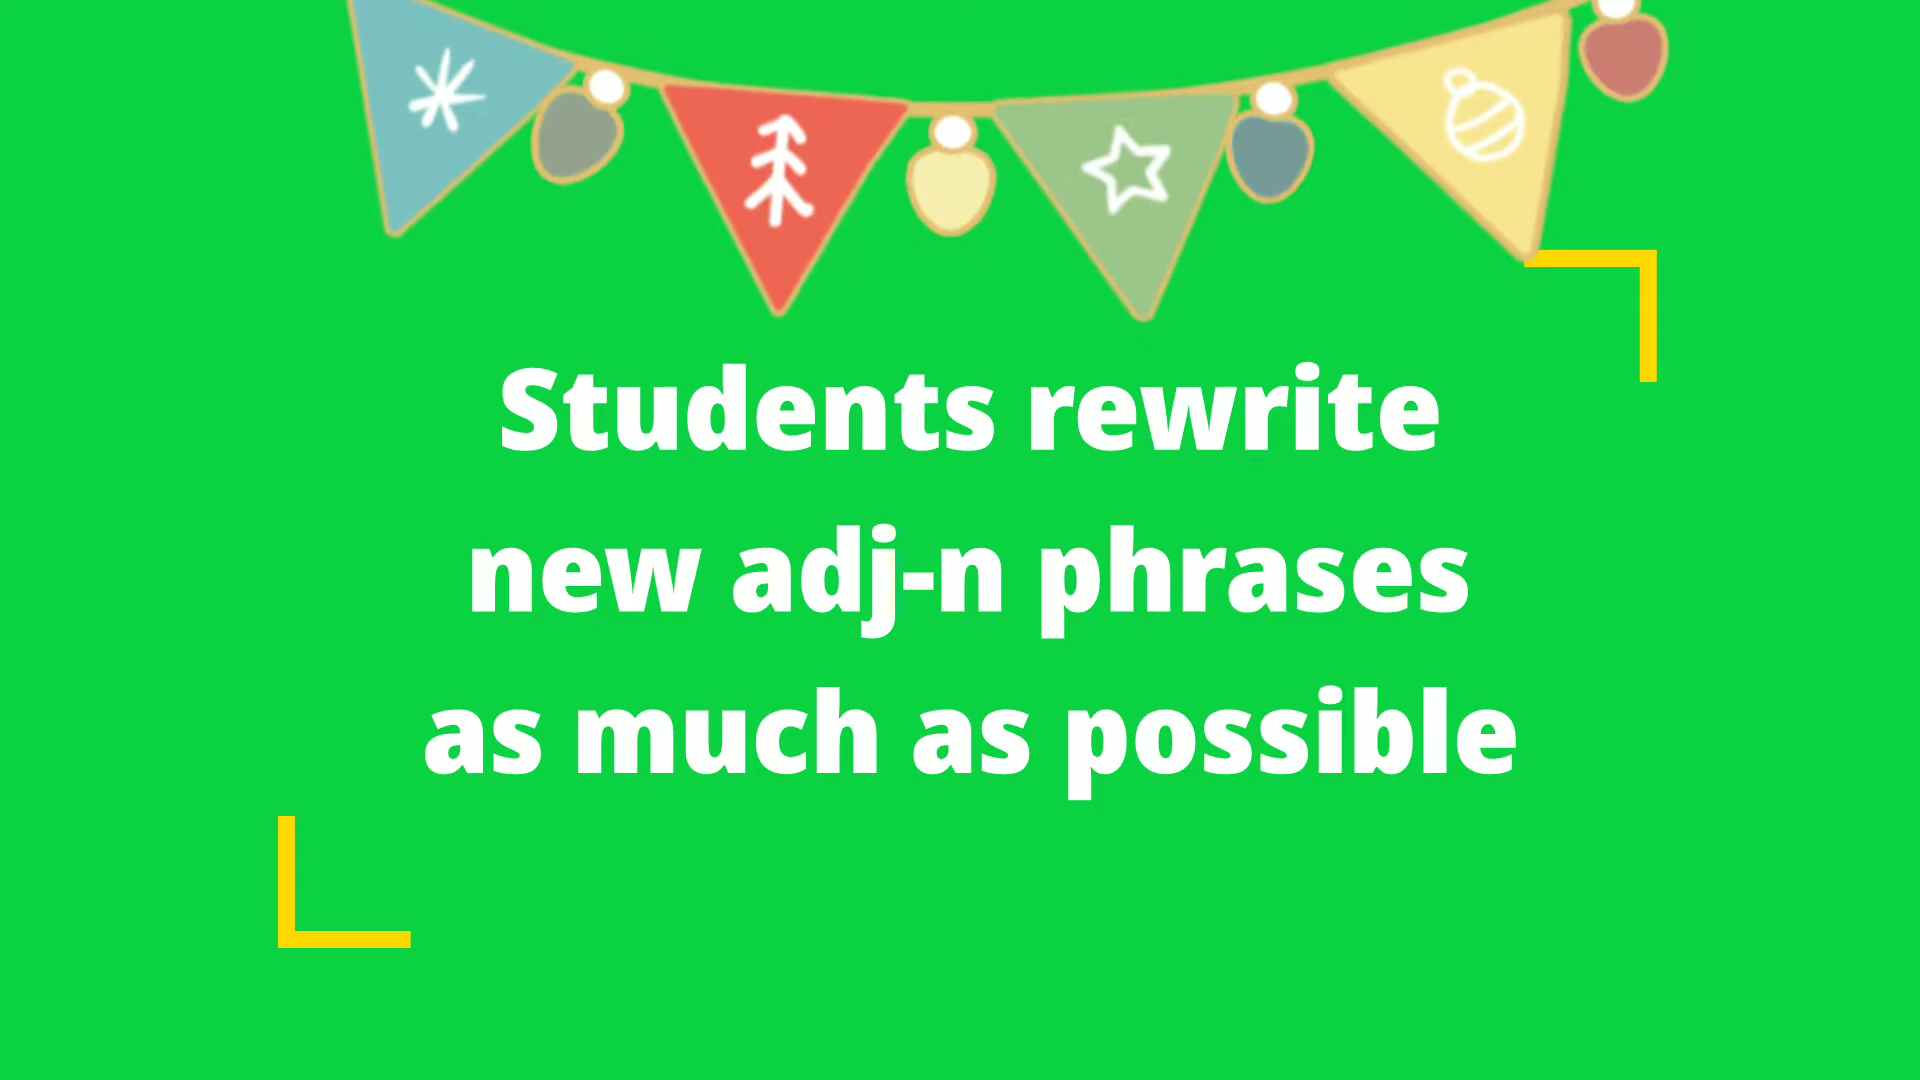 Students rewrite
new adj-n phrases
as much as possible